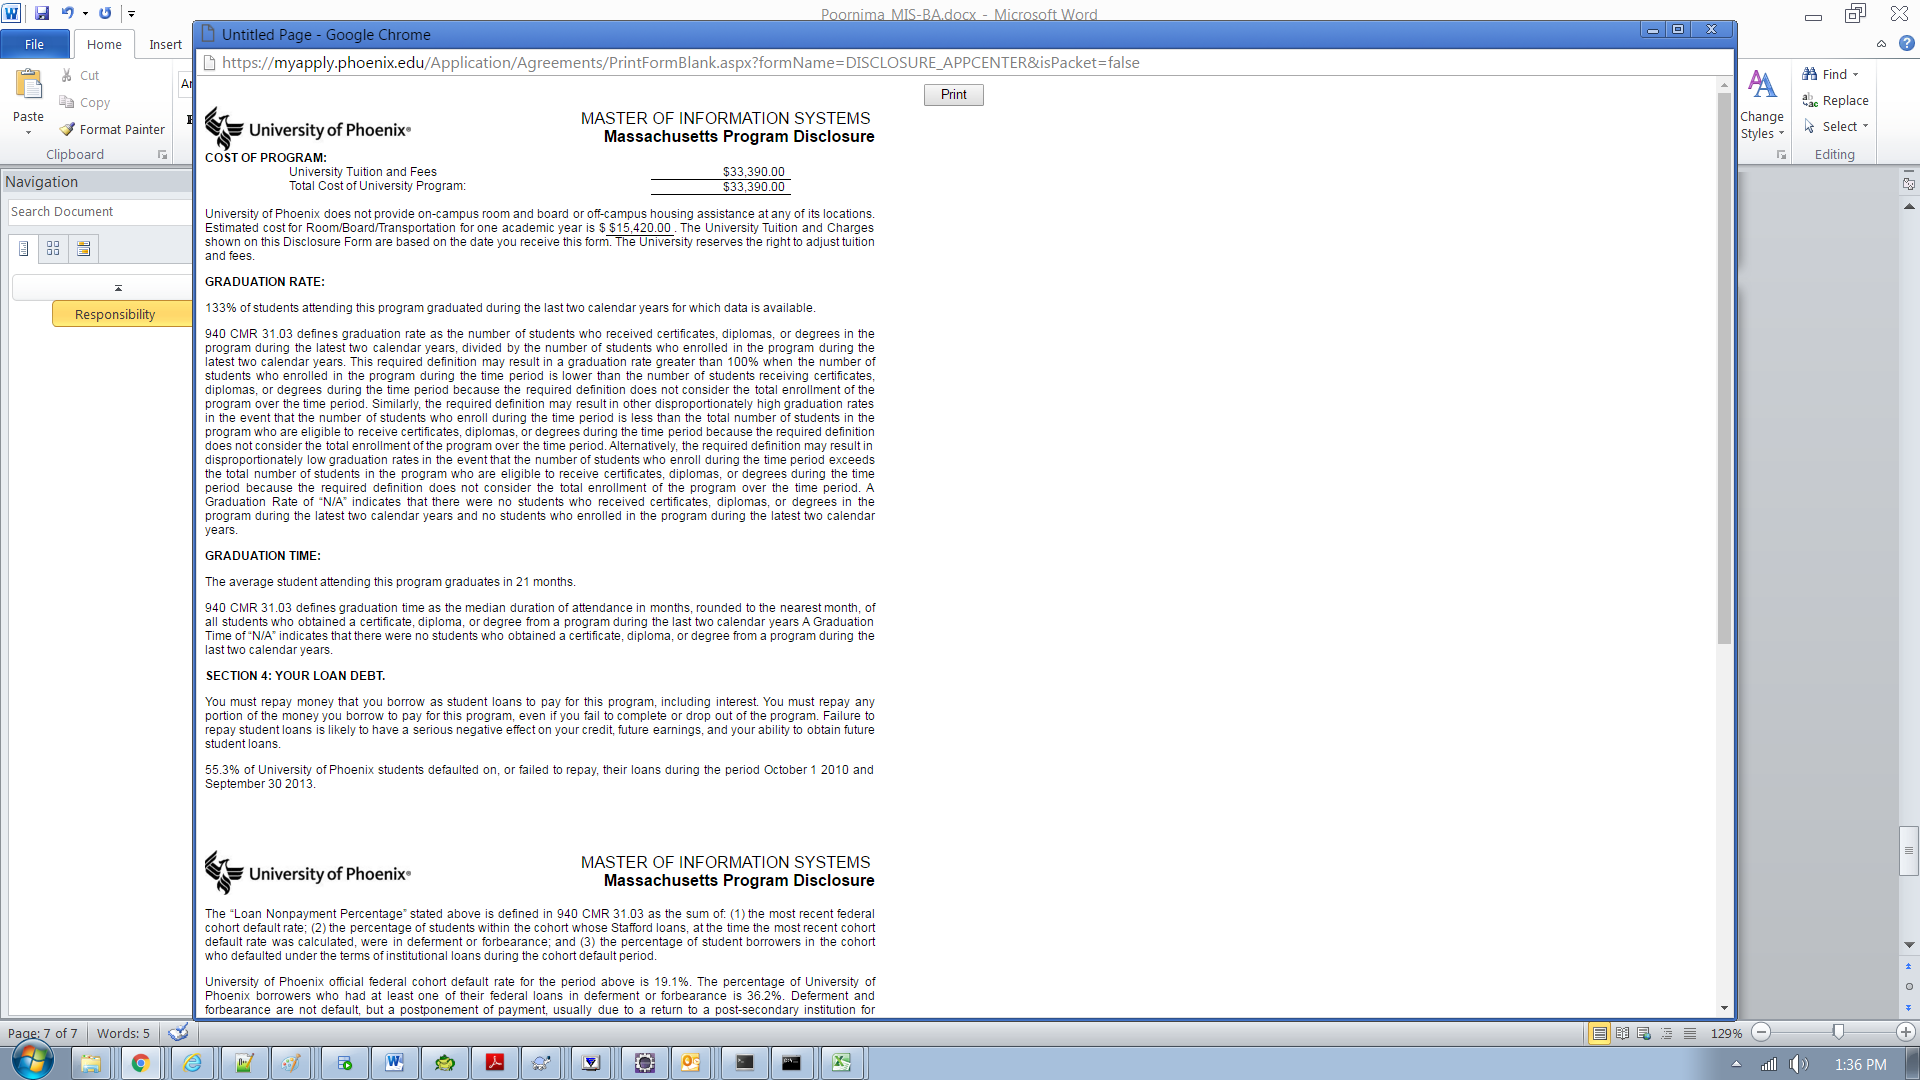 Poornima MIS-BA.docx - Microsoft Word
File
Home
Insert
Cut
Copy
Paste
Format Painter
Clipboard
Navigation
Search Document
Responsibility
Find
Replace
Change Styles
Select
Editing
Untitled Page - Google Chrome
https://myapply.phoenix.edu/Application/Agreements/PrintFormBlank.aspx?formName=DISCLOSURE_APPCENTER&isPacket=false
Print
University of Phoenix®
MASTER OF INFORMATION SYSTEMS
Massachusetts Program Disclosure
COST OF PROGRAM:
University Tuition and Fees $33,390.00
Total Cost of University Program: $33,390.00
University of Phoenix does not provide on-campus room and board or off-campus housing assistance at any of its locations.
Estimated cost for Room/Board/Transportation for one academic year is $ $15,420.00 . The University Tuition and Charges
shown on this Disclosure Form are based on the date you receive this form. The University reserves the right to adjust tuition
and fees.
GRADUATION RATE:
133% of students attending this program graduated during the last two calendar years for which data is available.
940 CMR 31.03 defines graduation rate as the number of students who received certificates, diplomas, or degrees in the
program during the latest two calendar years, divided by the number of students who enrolled in the program during the
latest two calendar years. This required definition may result in a graduation rate greater than 100% when the number of
students who enrolled in the program during the time period is lower than the number of students receiving certificates,
diplomas, or degrees during the time period because the required definition does not consider the total enrollment of the
program over the time period. Similarly, the required definition may result in other disproportionately high graduation rates
in the event that the number of students who enroll during the time period is less than the total number of students in the
program who are eligible to receive certificates, diplomas, or degrees during the time period because the required definition
does not consider the total enrollment of the program over the time period. Alternatively, the required definition may result in
disproportionately low graduation rates in the event that the number of students who enroll during the time period exceeds
the total number of students in the program who are eligible to receive certificates, diplomas, or degrees during the time
period because the required definition does not consider the total enrollment of the program over the time period. A
Graduation Rate of “N/A” indicates that there were no students who received certificates, diplomas, or degrees in the
program during the latest two calendar years and no students who enrolled in the program during the latest two calendar
years.
GRADUATION TIME:
The average student attending this program graduates in 21 months.
940 CMR 31.03 defines graduation time as the median duration of attendance in months, rounded to the nearest month, of
all students who obtained a certificate, diploma, or degree from a program during the last two calendar years A Graduation
Time of “N/A” indicates that there were no students who obtained a certificate, diploma, or degree from a program during the
last two calendar years.
SECTION 4: YOUR LOAN DEBT.
You must repay money that you borrow as student loans to pay for this program, including interest. You must repay any
portion of the money you borrow to pay for this program, even if you fail to complete or drop out of the program. Failure to
repay student loans is likely to have a serious negative effect on your credit, future earnings, and your ability to obtain future
student loans.
55.3% of University of Phoenix students defaulted on, or failed to repay, their loans during the period October 1 2010 and
September 30 2013.
University of Phoenix®
MASTER OF INFORMATION SYSTEMS
Massachusetts Program Disclosure
The “Loan Nonpayment Percentage” stated above is defined in 940 CMR 31.03 as the sum of: (1) the most recent federal
cohort default rate; (2) the percentage of students within the cohort whose Stafford loans, at the time the most recent cohort
default rate was calculated, were in deferment or forbearance; and (3) the percentage of student borrowers in the cohort
who defaulted under the terms of institutional loans during the cohort default period.
University of Phoenix official federal cohort default rate for the period above is 19.1%. The percentage of University of
Phoenix borrowers who had at least one of their federal loans in deferment or forbearance is 36.2%. Deferment and
forbearance are not default, but a postponement of payment, usually due to a return to a post-secondary institution for
Page: 7 of 7
Words: 5
129%
1:36 PM